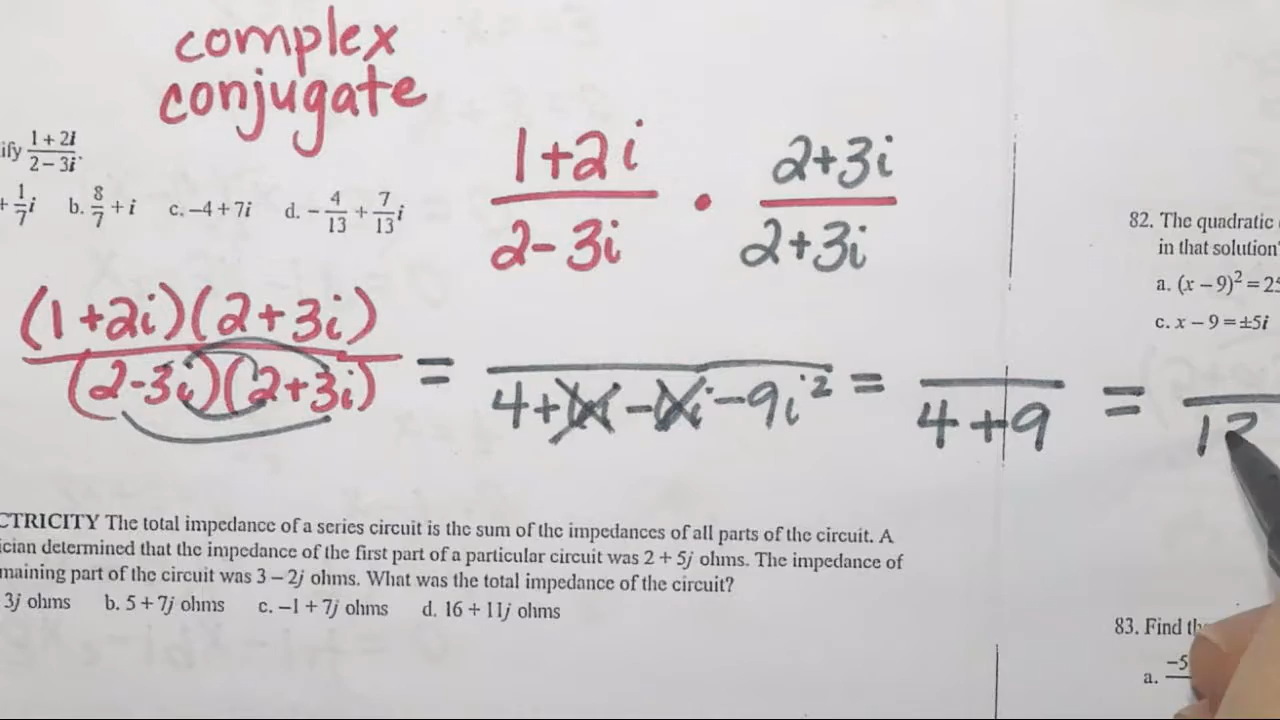 complex
conjugate
ify 1 + 2i / 2 − 3i.
+ 1/7 i b. 8/7 + i c. −4 + 7i d. −4/13 + 7/13 i
1+2i / 2-3i · 2+3i / 2+3i
(1+2i)(2+3i) / (2-3i)(2+3i) = / 4+6i-6i-9i² = / 4+9 = / 13
CTRICITY The total impedance of a series circuit is the sum of the impedances of all parts of the circuit. A
ician determined that the impedance of the first part of a particular circuit was 2 + 5j ohms. The impedance of
maining part of the circuit was 3 – 2j ohms. What was the total impedance of the circuit?
3j ohms b. 5 + 7j ohms c. −1 + 7j ohms d. 16 + 11j ohms
82. The quadratic
in that solution
a. (x − 9)² = 25
c. x − 9 = ±5i
83. Find th
a. −5